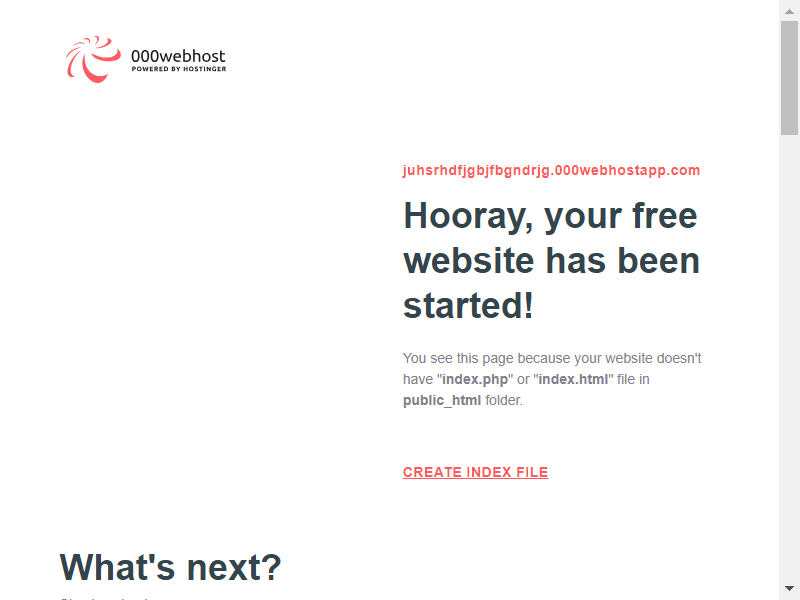 000webhost
POWERED BY HOSTINGER
juhsrhdfjgbjfbgndrjg.000webhostapp.com
Hooray, your free
website has been
started!
You see this page because your website doesn't
have "index.php" or "index.html" file in
public_html folder.
CREATE INDEX FILE
What's next?